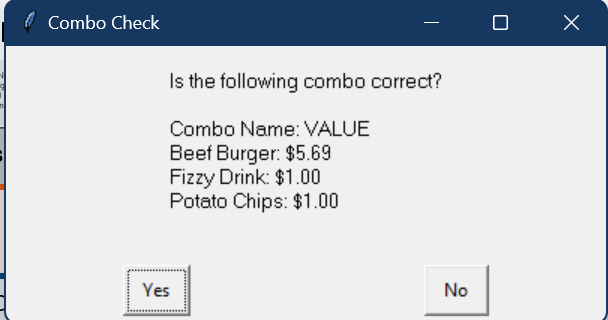 Combo Check
Is the following combo correct?
Combo Name: VALUE
Beef Burger: $5.69
Fizzy Drink: $1.00
Potato Chips: $1.00
Yes
No